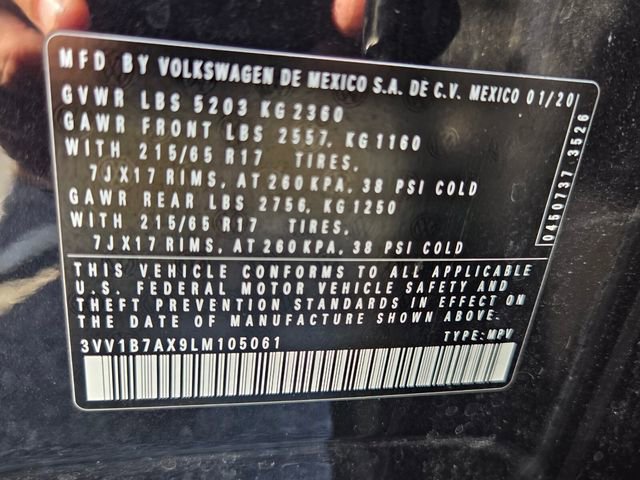 MFD BY VOLKSWAGEN DE MEXICO S.A. DE C.V. MEXICO 01/20
GVWR LBS 5203 KG 2360
GAWR FRONT LBS 2557, KG 1160
WITH 215/65 R17 TIRES,
7JX17 RIMS, AT 260 KPA, 38 PSI COLD
GAWR REAR LBS 2756, KG 1250
WITH 215/65 R17 TIRES,
7JX17 RIMS, AT 260 KPA, 38 PSI COLD
0450737 3526
THIS VEHICLE CONFORMS TO ALL APPLICABLE
U.S. FEDERAL MOTOR VEHICLE SAFETY AND
THEFT PREVENTION STANDARDS IN EFFECT ON
THE DATE OF MANUFACTURE SHOWN ABOVE.
3VV1B7AX9LM105061 TYPE: MPV